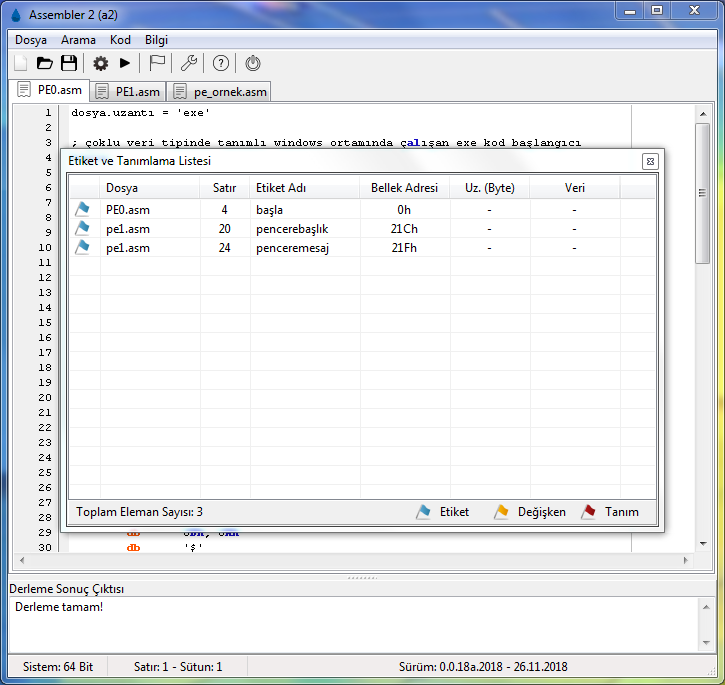 Assembler 2 (a2)
Dosya Arama Kod Bilgi
PE0.asm PE1.asm pe_ornek.asm
1 dosya.uzantı = 'exe'
2
3 ; çoklu veri tipinde tanımlı windows ortamında çalışan exe kod başlangıcı
4
5
6
7
8
9
10
11
12
13
14
15
16
17
18
19
20
21
22
23
24
25
26
27
28
29 db
30 db '$'
Etiket ve Tanımlama Listesi
Dosya Satır Etiket Adı Bellek Adresi Uz. (Byte) Veri
PE0.asm 4 başla 0h - -
pe1.asm 20 pencerebaşlık 21Ch - -
pe1.asm 24 penceremesaj 21Fh - -
Toplam Eleman Sayısı: 3 Etiket Değişken Tanım
Derleme Sonuç Çıktısı
Derleme tamam!
Sistem: 64 Bit Satır: 1 - Sütun: 1 Sürüm: 0.0.18a.2018 - 26.11.2018